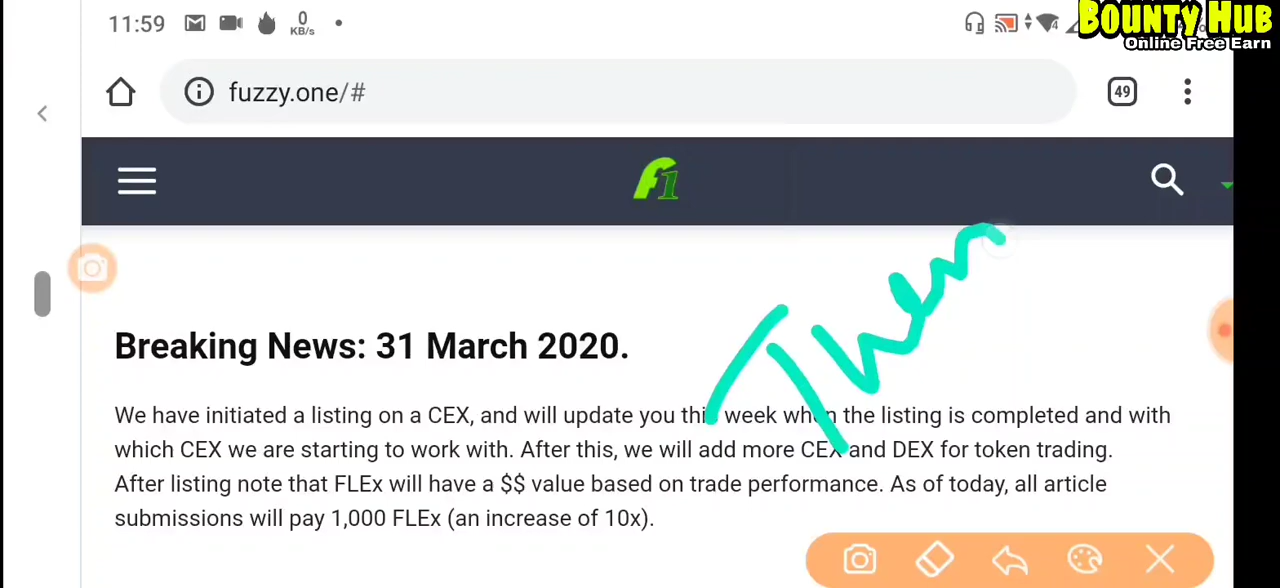 11:59 0 KB/s
BOUNTY HUB
Online Free Earn
fuzzy.one/#
49
F1
Them
Breaking News: 31 March 2020.
We have initiated a listing on a CEX, and will update you this week when the listing is completed and with
which CEX we are starting to work with. After this, we will add more CEX and DEX for token trading.
After listing note that FLEx will have a $$ value based on trade performance. As of today, all article
submissions will pay 1,000 FLEx (an increase of 10x).